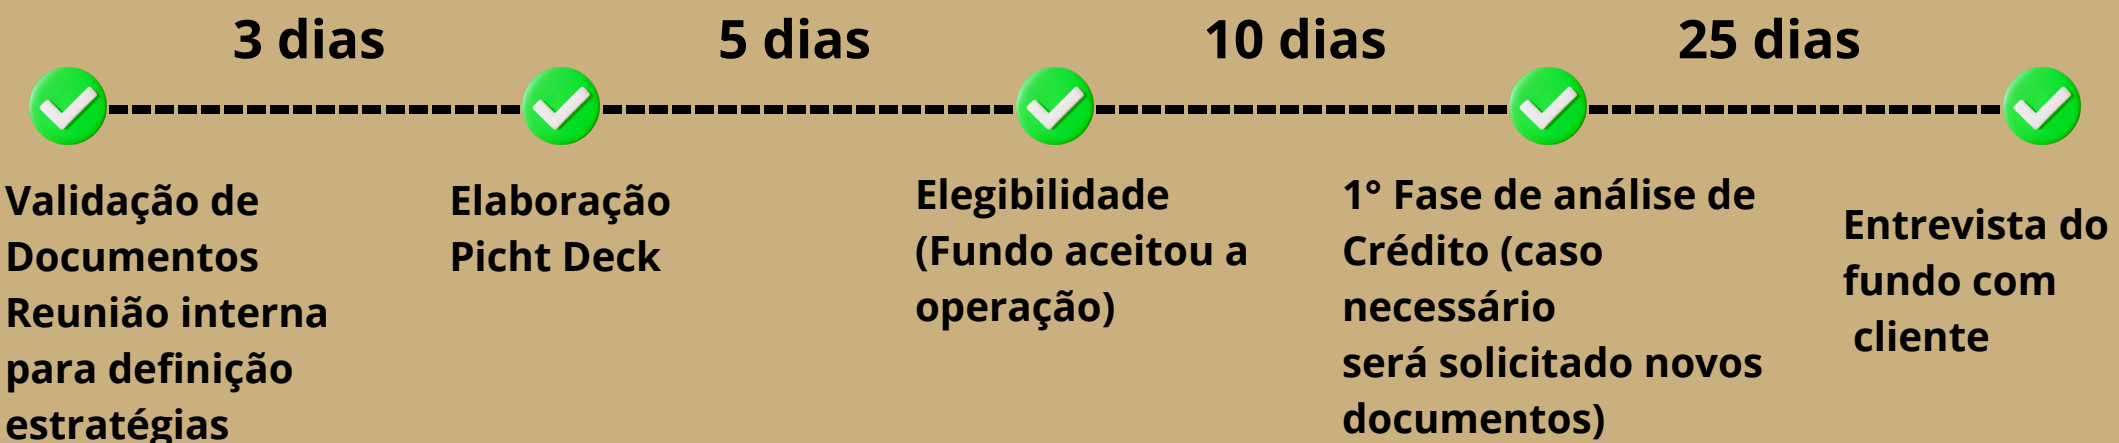 3 dias
5 dias
10 dias
25 dias
Validação de
Documentos
Reunião interna
para definição
estratégias
Elaboração
Picht Deck
Elegibilidade
(Fundo aceitou a
operação)
1° Fase de análise de
Crédito (caso
necessário
será solicitado novos
documentos)
Entrevista do
fundo com
cliente